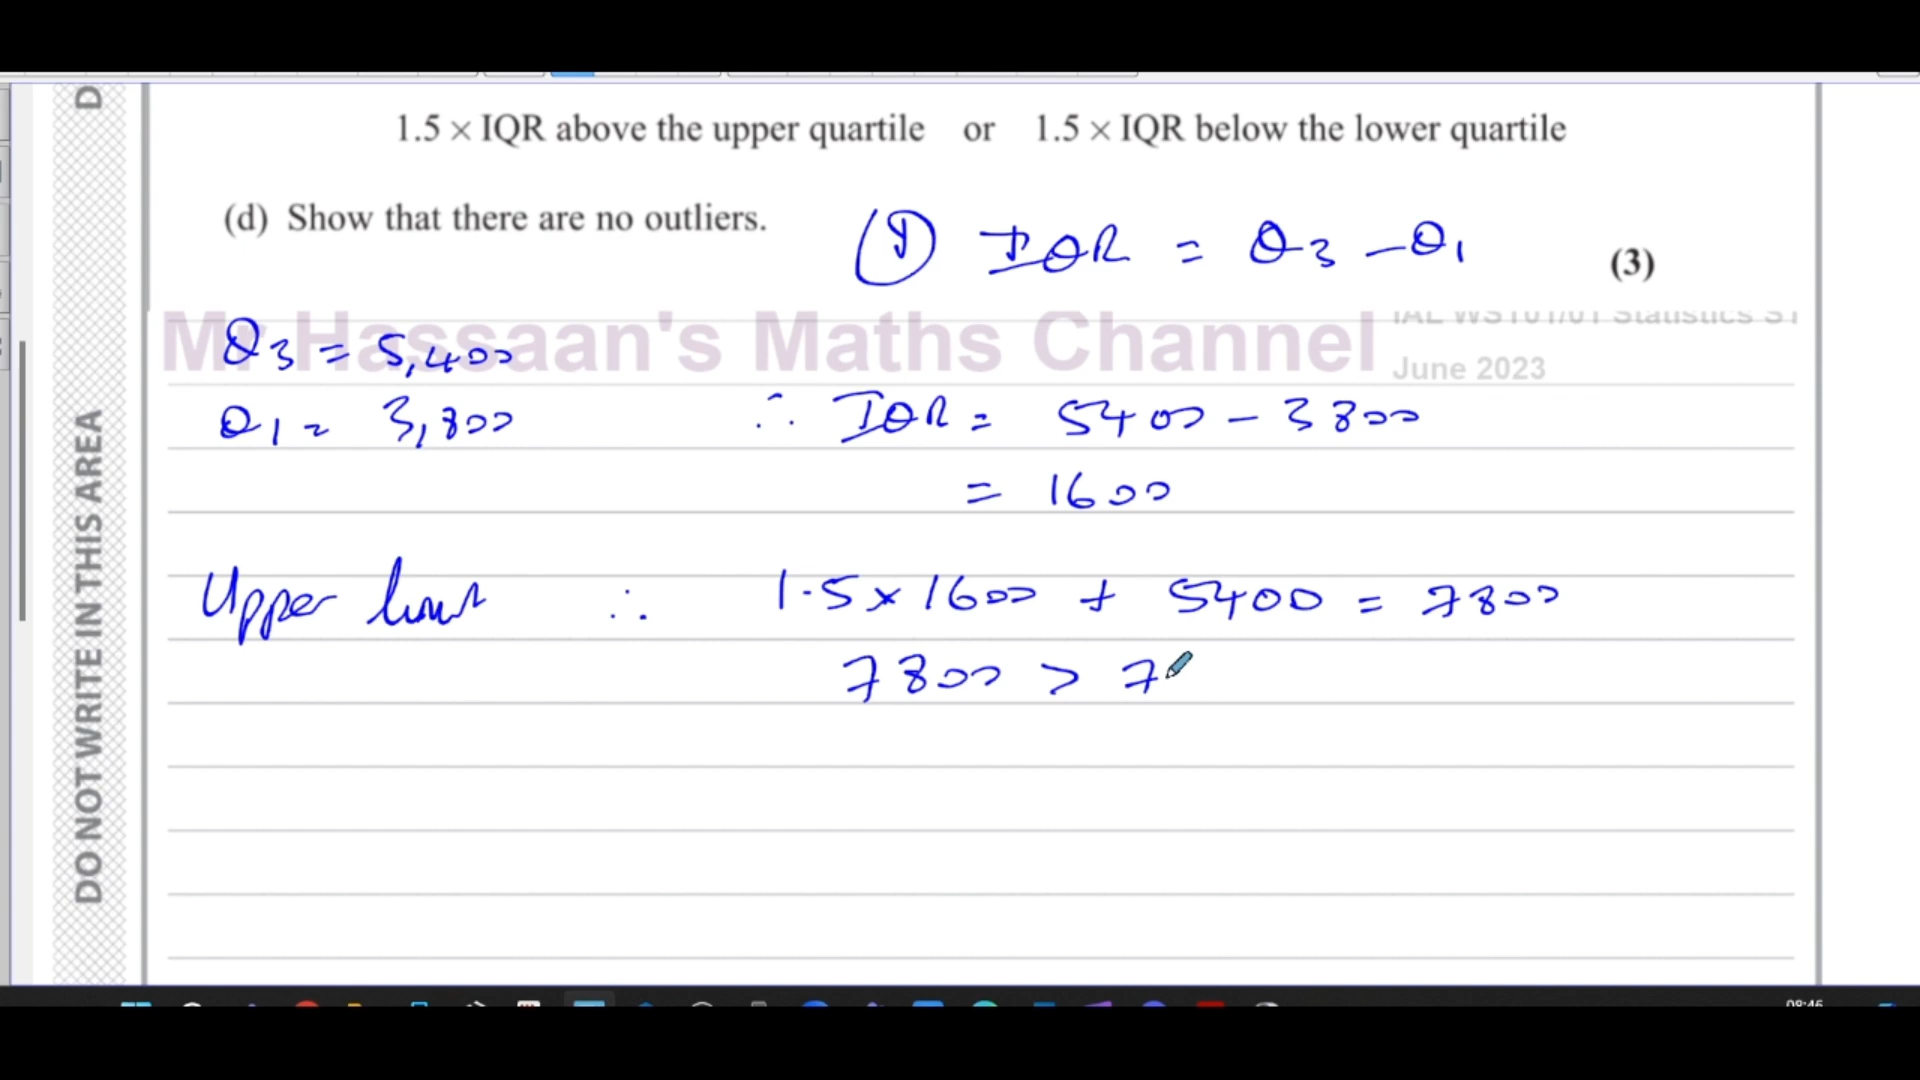 D
1.5 × IQR above the upper quartile or 1.5 × IQR below the lower quartile
(d) Show that there are no outliers.
① IQR = Q3 – Q1
(3)
Mr Hassaan's Maths Channel
IAL WST01/01 Statistics S1
June 2023
Q3 = 5,400
Q1 = 3,800
∴ IQR = 5400 – 3800
= 1600
Upper limit ∴ 1.5 × 1600 + 5400 = 7800
7800 > 7
DO NOT WRITE IN THIS AREA
08:46